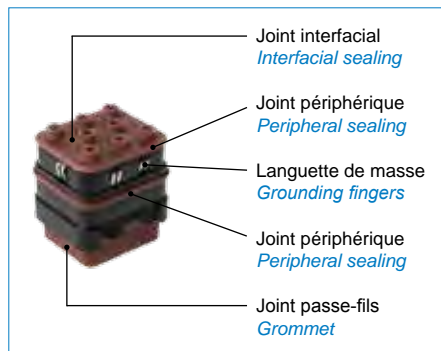 Joint interfacial
Interfacial sealing
Joint périphérique
Peripheral sealing
Languette de masse
Grounding fingers
Joint périphérique
Peripheral sealing
Joint passe-fils
Grommet